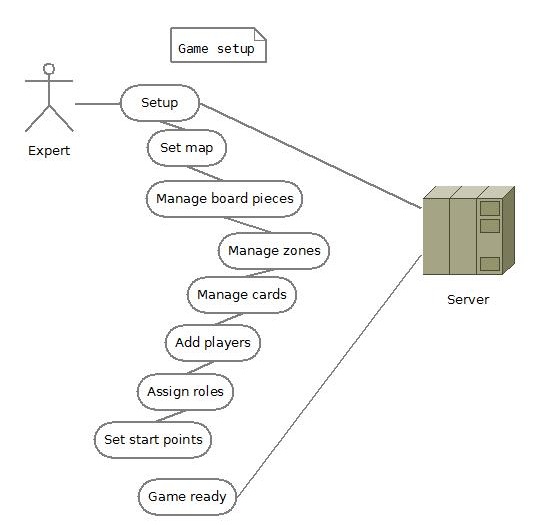 Game setup
Setup
Expert
Set map
Manage board pieces
Manage zones
Manage cards
Server
Add players
Assign roles
Set start points
Game ready